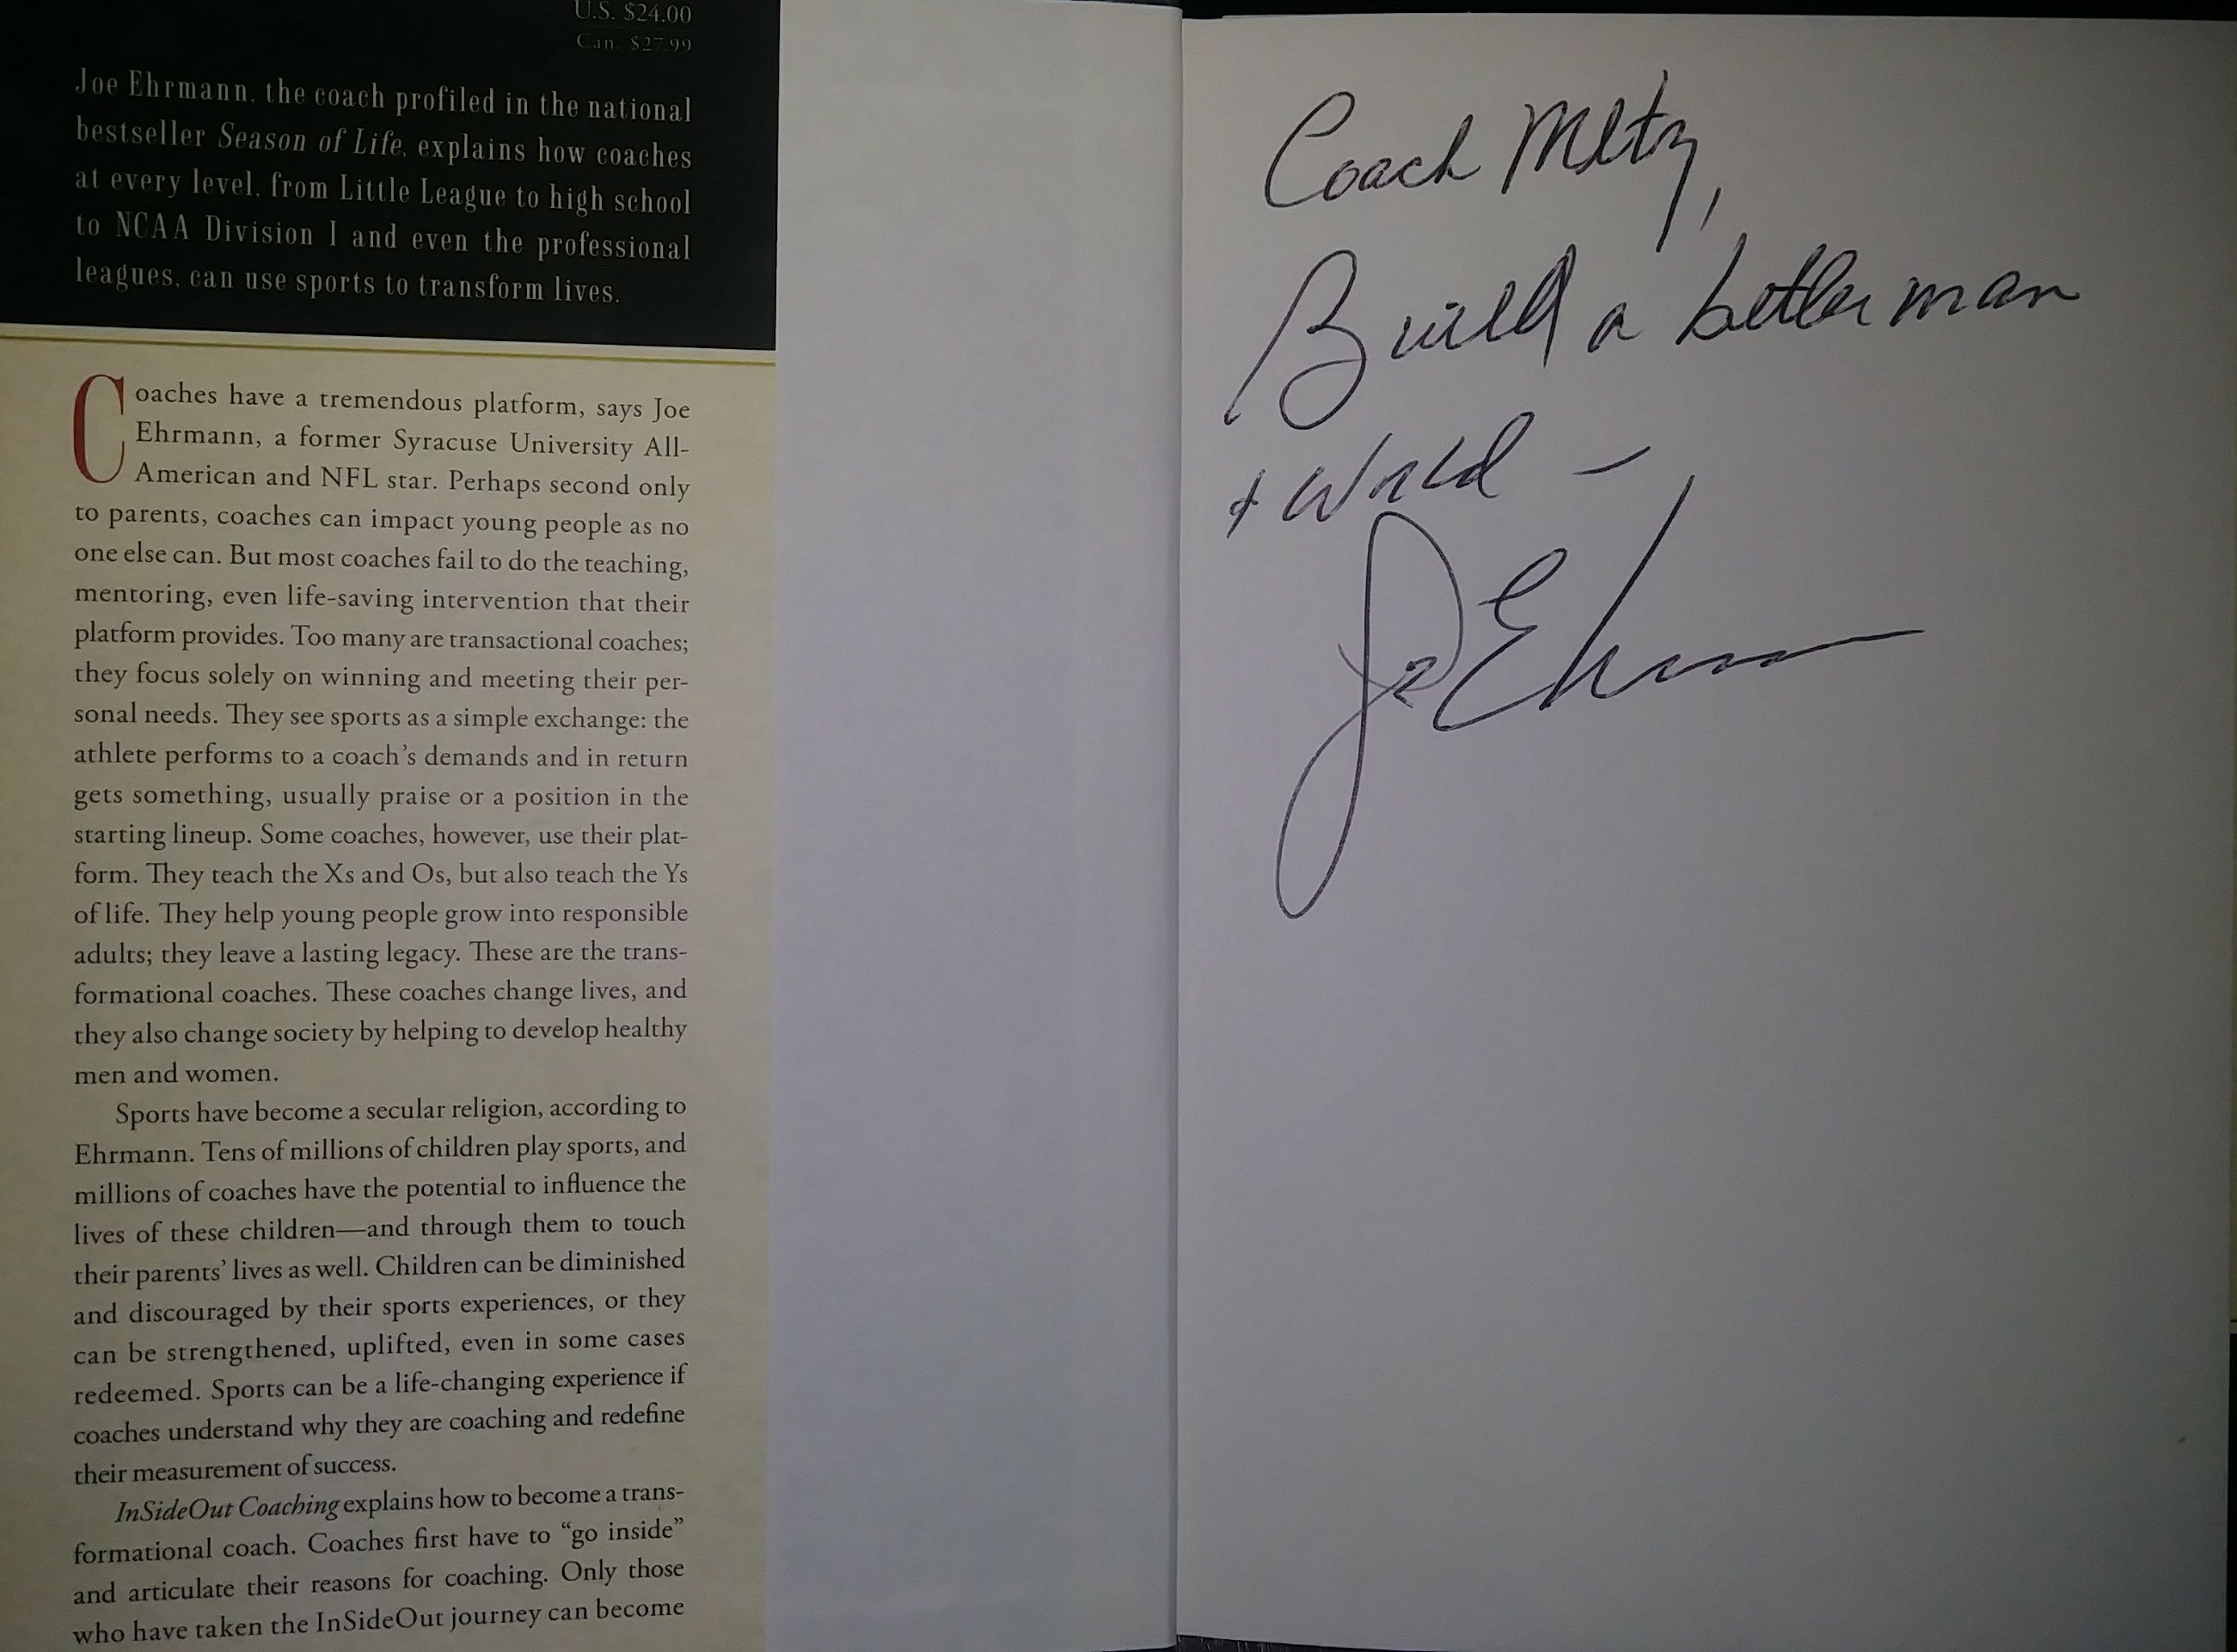 U.S. $24.00
Can. $27.99
Joe Ehrmann, the coach profiled in the national
bestseller Season of Life, explains how coaches
at every level, from Little League to high school
to NCAA Division I and even the professional
leagues, can use sports to transform lives.
Coaches have a tremendous platform, says Joe
Ehrmann, a former Syracuse University All-
American and NFL star. Perhaps second only
to parents, coaches can impact young people as no
one else can. But most coaches fail to do the teaching,
mentoring, even life-saving intervention that their
platform provides. Too many are transactional coaches;
they focus solely on winning and meeting their per-
sonal needs. They see sports as a simple exchange: the
athlete performs to a coach's demands and in return
gets something, usually praise or a position in the
starting lineup. Some coaches, however, use their plat-
form. They teach the Xs and Os, but also teach the Ys
of life. They help young people grow into responsible
adults; they leave a lasting legacy. These are the trans-
formational coaches. These coaches change lives, and
they also change society by helping to develop healthy
men and women.
Sports have become a secular religion, according to
Ehrmann. Tens of millions of children play sports, and
millions of coaches have the potential to influence the
lives of these children—and through them to touch
their parents' lives as well. Children can be diminished
and discouraged by their sports experiences, or they
can be strengthened, uplifted, even in some cases
redeemed. Sports can be a life-changing experience if
coaches understand why they are coaching and redefine
their measurement of success.
InSideOut Coaching explains how to become a trans-
formational coach. Coaches first have to “go inside”
and articulate their reasons for coaching. Only those
who have taken the InSideOut journey can become
Coach Metz,
Build a better man
+ World –
Joe Ehrmann